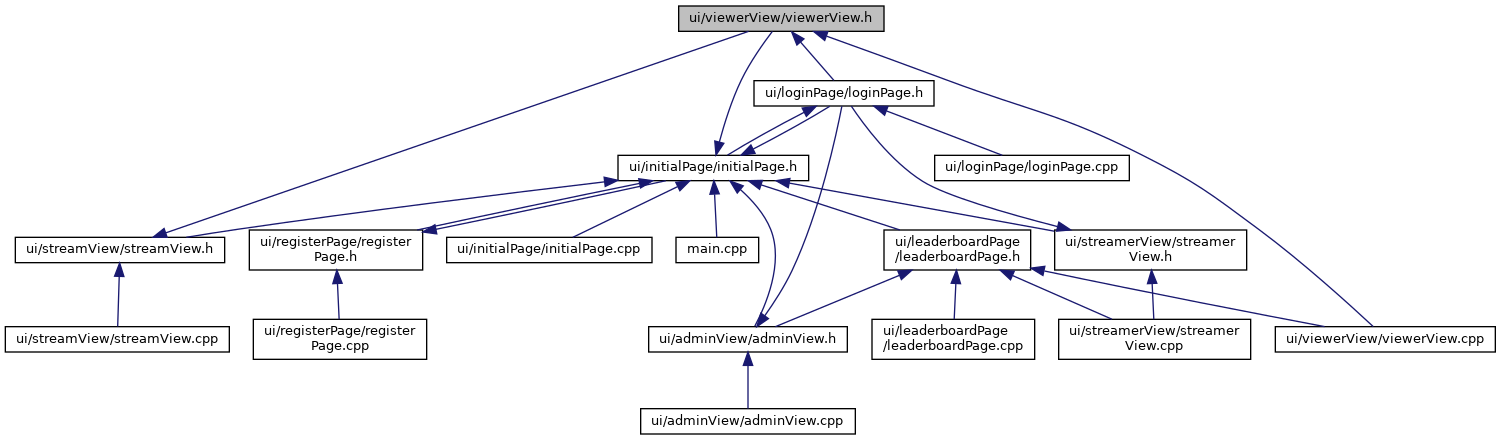 ui/viewerView/viewerView.h
ui/loginPage/loginPage.h
ui/initialPage/initialPage.h
ui/loginPage/loginPage.cpp
ui/streamView/streamView.h
ui/registerPage/register
Page.h
ui/initialPage/initialPage.cpp
main.cpp
ui/leaderboardPage
/leaderboardPage.h
ui/streamerView/streamer
View.h
ui/streamView/streamView.cpp
ui/registerPage/register
Page.cpp
ui/adminView/adminView.h
ui/leaderboardPage
/leaderboardPage.cpp
ui/streamerView/streamer
View.cpp
ui/viewerView/viewerView.cpp
ui/adminView/adminView.cpp